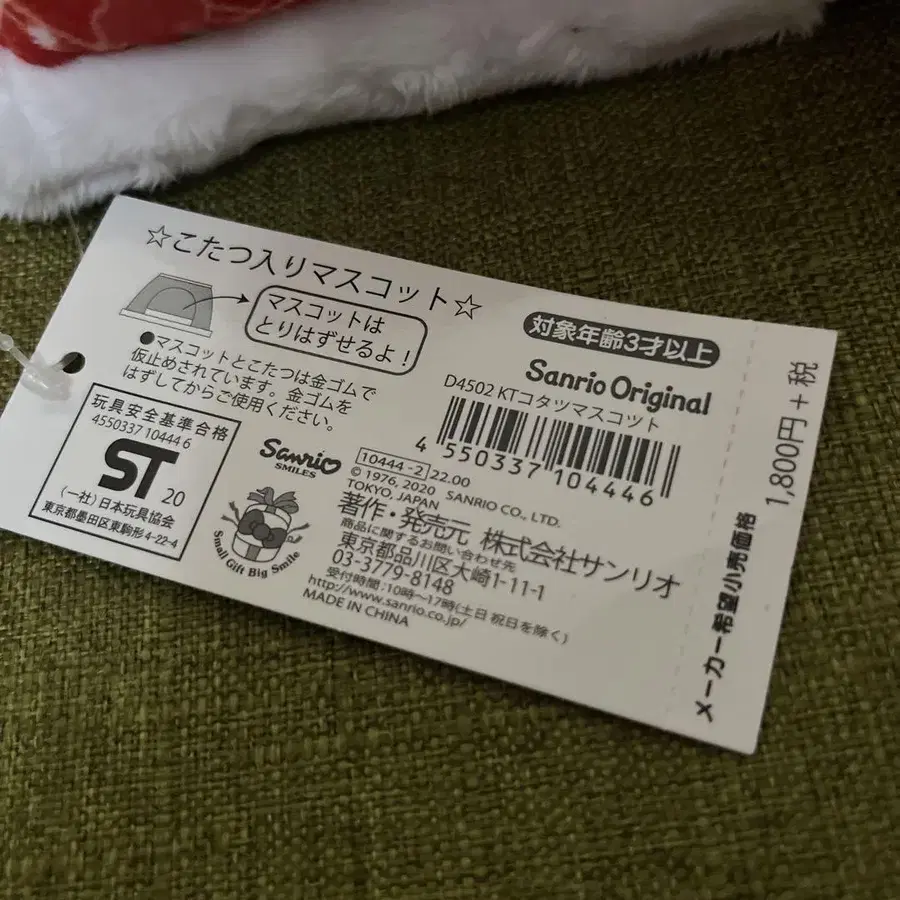 ☆こたつ入りマスコット☆
マスコットは
とりはずせるよ!
●マスコットとこたつは金ゴムで
仮止めされています。金ゴムを
はずしてからご使用ください。
玩具安全基準合格
4550337 10444 6
ST 20
(一社)日本玩具協会
東京都墨田区東駒形4-22-4
Sanrio
SMILES
Small Gift Big Smile
対象年齢3才以上
Sanrio Original
D4502 KTコタツマスコット
4 550337 104446
10444-2 22.00
© 1976, 2020 SANRIO CO., LTD.
TOKYO, JAPAN
著作・発売元 株式会社サンリオ
商品に関するお問い合わせ先
東京都品川区大崎1-11-1
03-3779-8148
受付時間:10時〜17時(土日 祝日を除く)
http://www.sanrio.co.jp/
MADE IN CHINA
メーカー希望小売価格 1,800円+税